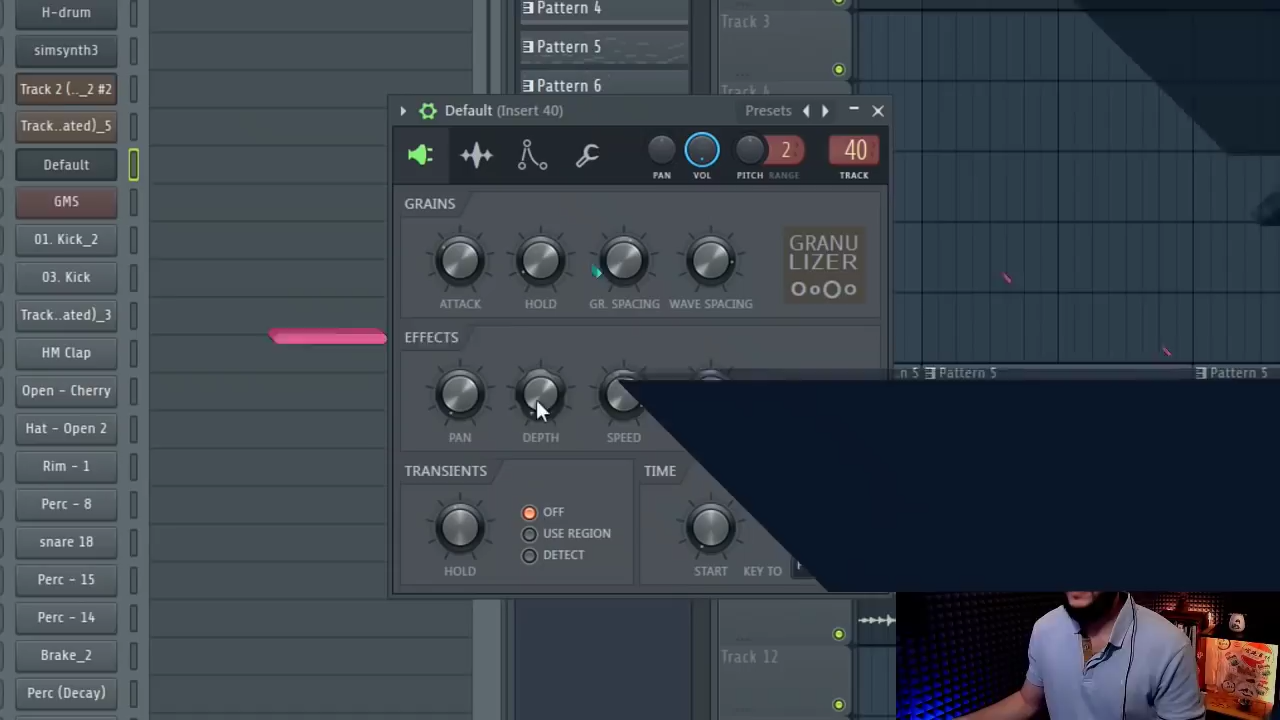 H-drum
simsynth3
Track 2 (.._2 #2
Track..ated)_5
Default
GMS
01. Kick_2
03. Kick
Track..ated)_3
HM Clap
Open - Cherry
Hat - Open 2
Rim - 1
Perc - 8
snare 18
Perc - 15
Perc - 14
Brake_2
Perc (Decay)
Pattern 4
Pattern 5
Pattern 6
Track 3
Track 4
Default (Insert 40)
Presets
2
40
PAN
VOL
PITCH
RANGE
TRACK
GRAINS
GRANU
LIZER
ATTACK
HOLD
GR. SPACING
WAVE SPACING
EFFECTS
PAN
DEPTH
SPEED
TRANSIENTS
OFF
USE REGION
DETECT
HOLD
TIME
START
KEY TO
n 5
Pattern 5
Pattern 5
Track 12